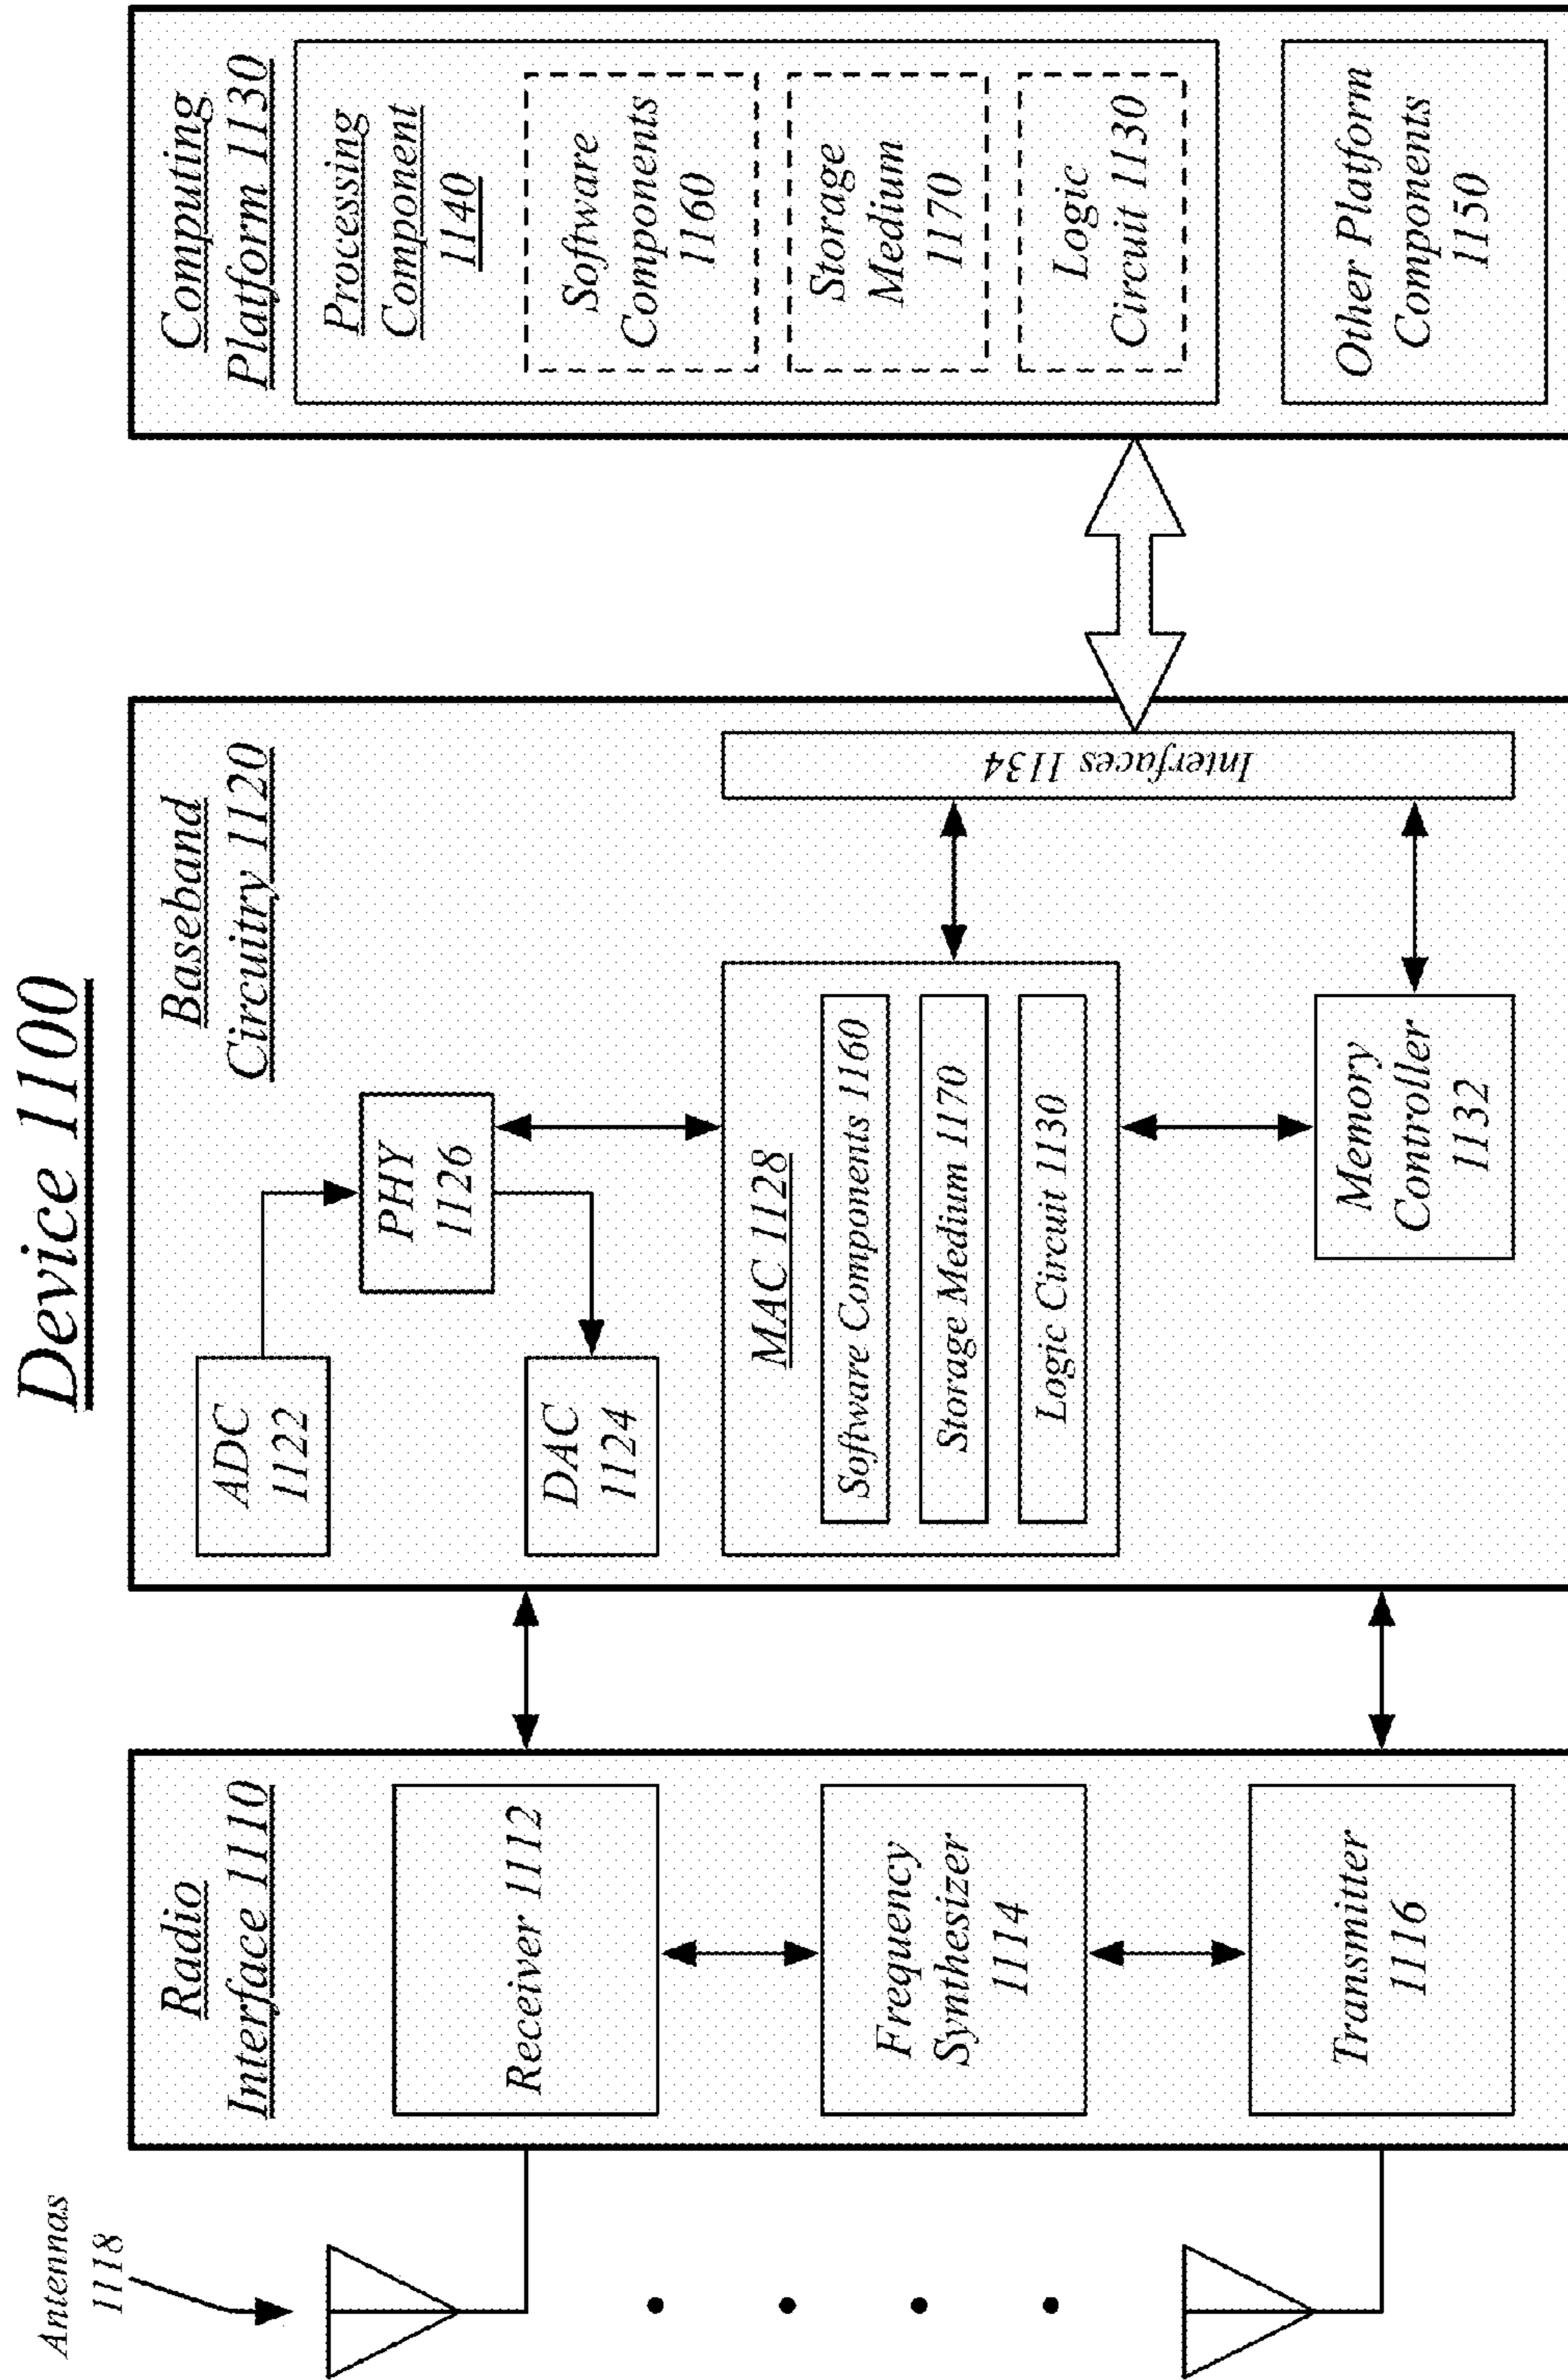 Device 1100
Antennas
1118
Radio
Interface 1110
Receiver 1112
Frequency
Synthesizer
1114
Transmitter
1116
Baseband
Circuitry 1120
ADC
1122
PHY
1126
DAC
1124
MAC 1128
Software Components 1160
Storage Medium 1170
Logic Circuit 1130
Memory
Controller
1132
Interfaces 1134
Computing
Platform 1130
Processing
Component
1140
Software
Components
1160
Storage
Medium
1170
Logic
Circuit 1130
Other Platform
Components
1150